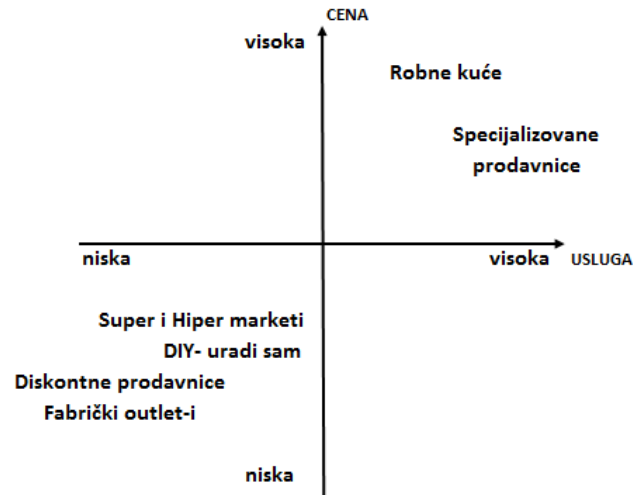 CENA
visoka
Robne kuće
Specijalizovane
prodavnice
niska
visoka
USLUGA
Super i Hiper marketi
DIY- uradi sam
Diskontne prodavnice
Fabrički outlet-i
niska